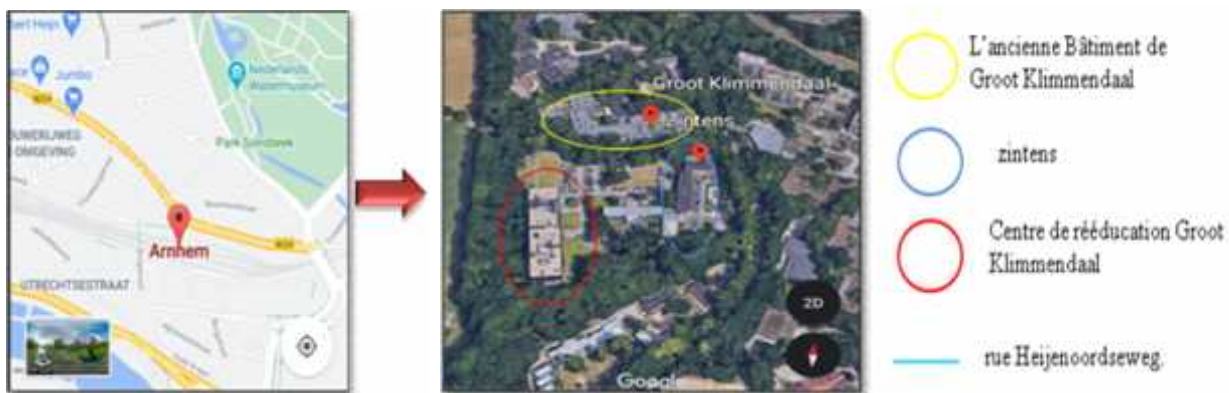 Jumbo
Nederlands
Watermuseum
Park Sonsbeek
OMGEVING
Arnhem
UTRECHTSESTRAAT
Groot Klimmendaal
Zintens
2D
Google
L'ancienne Bâtiment de
Groot Klimmendaal
zintens
Centre de rééducation Groot
Klimmendaal
rue Heijenoordseweg.